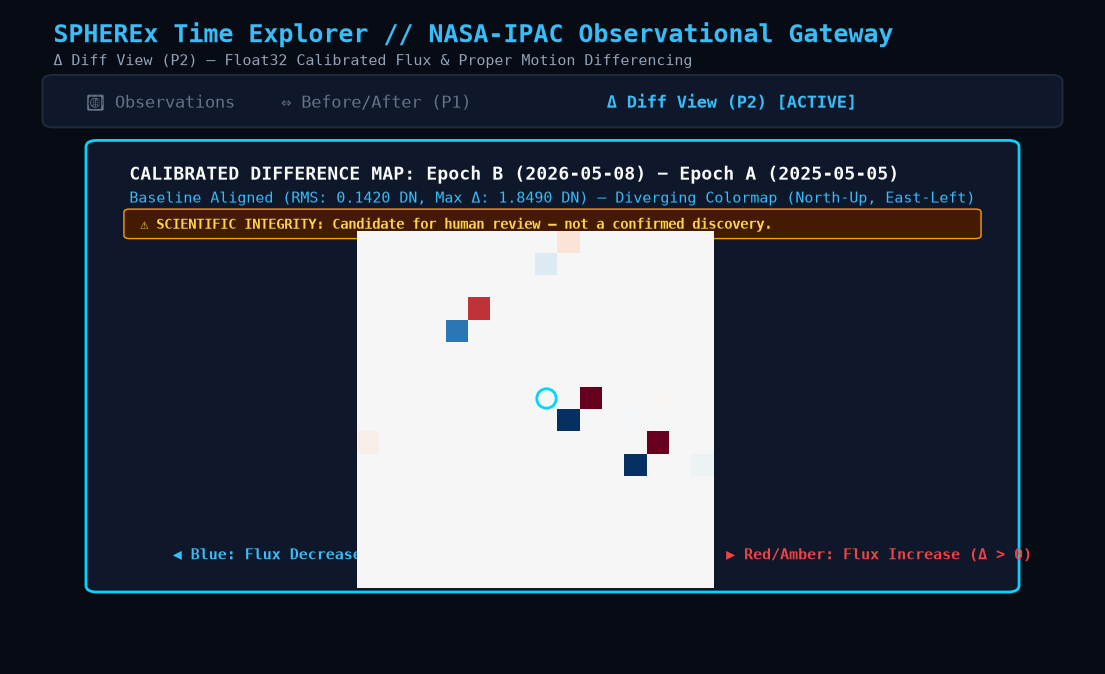 SPHEREx Time Explorer // NASA-IPAC Observational Gateway
Δ Diff View (P2) — Float32 Calibrated Flux & Proper Motion Differencing
Observations ⇔ Before/After (P1) Δ Diff View (P2) [ACTIVE]
CALIBRATED DIFFERENCE MAP: Epoch B (2026-05-08) − Epoch A (2025-05-05)
Baseline Aligned (RMS: 0.1420 DN, Max Δ: 1.8490 DN) — Diverging Colormap (North-Up, East-Left)
⚠ SCIENTIFIC INTEGRITY: Candidate for human review — not a confirmed discovery.
◀ Blue: Flux Decrease ▶ Red/Amber: Flux Increase (Δ > 0)